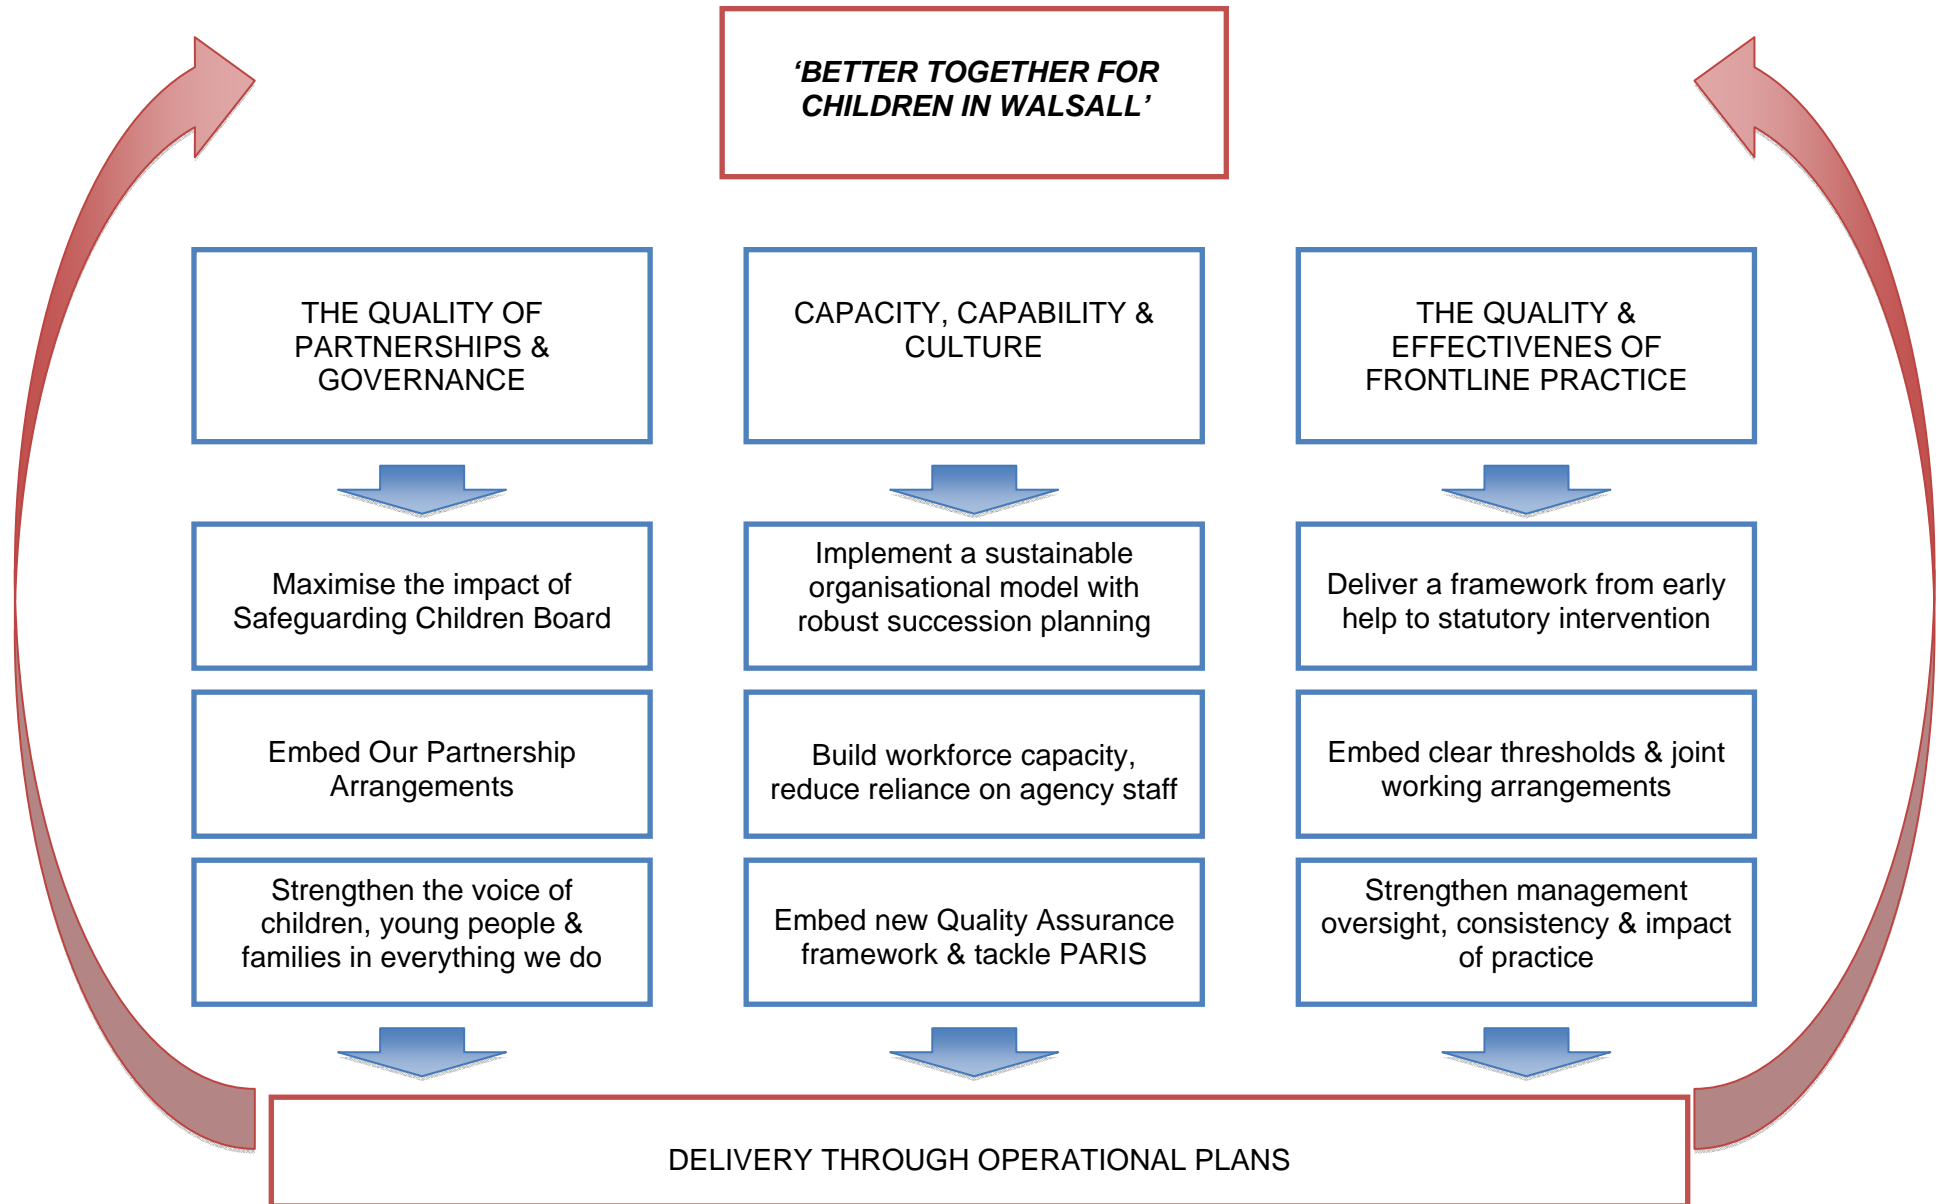 ‘BETTER TOGETHER FOR
CHILDREN IN WALSALL’
THE QUALITY OF
PARTNERSHIPS &
GOVERNANCE
CAPACITY, CAPABILITY &
CULTURE
THE QUALITY &
EFFECTIVENES OF
FRONTLINE PRACTICE
Maximise the impact of
Safeguarding Children Board
Implement a sustainable
organisational model with
robust succession planning
Deliver a framework from early
help to statutory intervention
Embed Our Partnership
Arrangements
Build workforce capacity,
reduce reliance on agency staff
Embed clear thresholds & joint
working arrangements
Strengthen the voice of
children, young people &
families in everything we do
Embed new Quality Assurance
framework & tackle PARIS
Strengthen management
oversight, consistency & impact
of practice
DELIVERY THROUGH OPERATIONAL PLANS